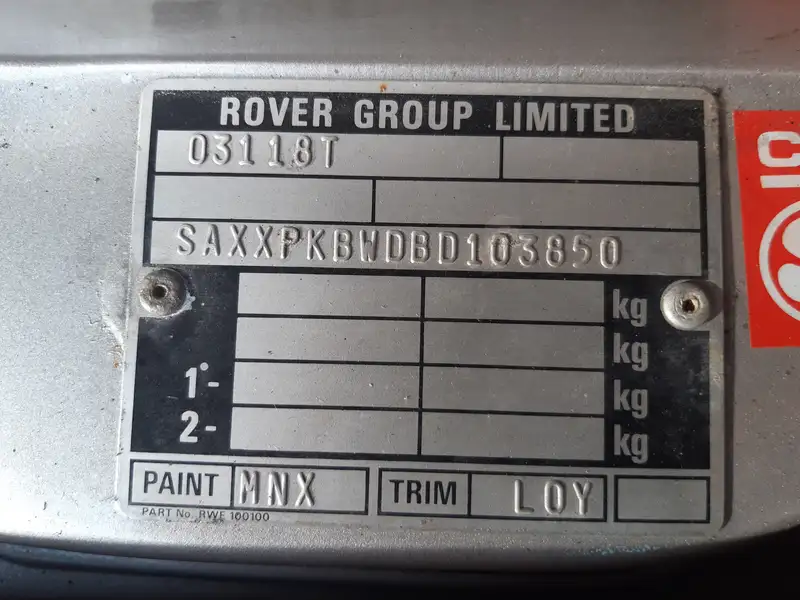 ROVER GROUP LIMITED
03118T
SAXXPKBWDBD103850
kg
kg
1- kg
2- kg
PAINT MNX TRIM LOY
PART No. RWE 100100
IC